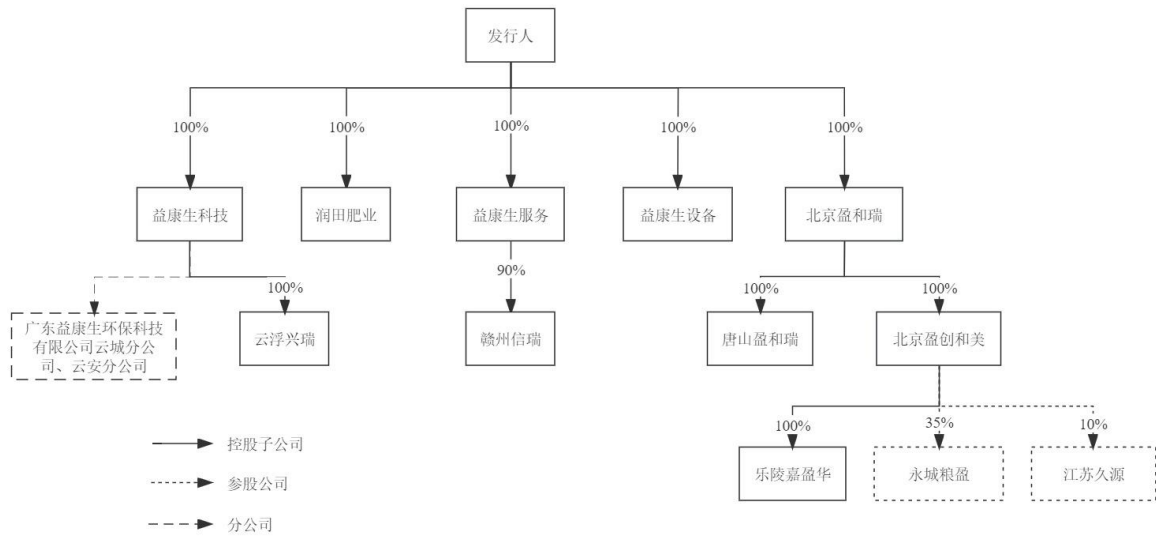 发行人
100%
100%
100%
100%
100%
益康生科技
润田肥业
益康生服务
益康生设备
北京盈和瑞
90%
100%
100%
100%
广东益康生环保科技
有限公司云城分公
司、云安分公司
云浮兴瑞
赣州信瑞
唐山盈和瑞
北京盈创和美
100%
35%
10%
乐陵嘉盈华
永城粮盈
江苏久源
控股子公司
参股公司
分公司